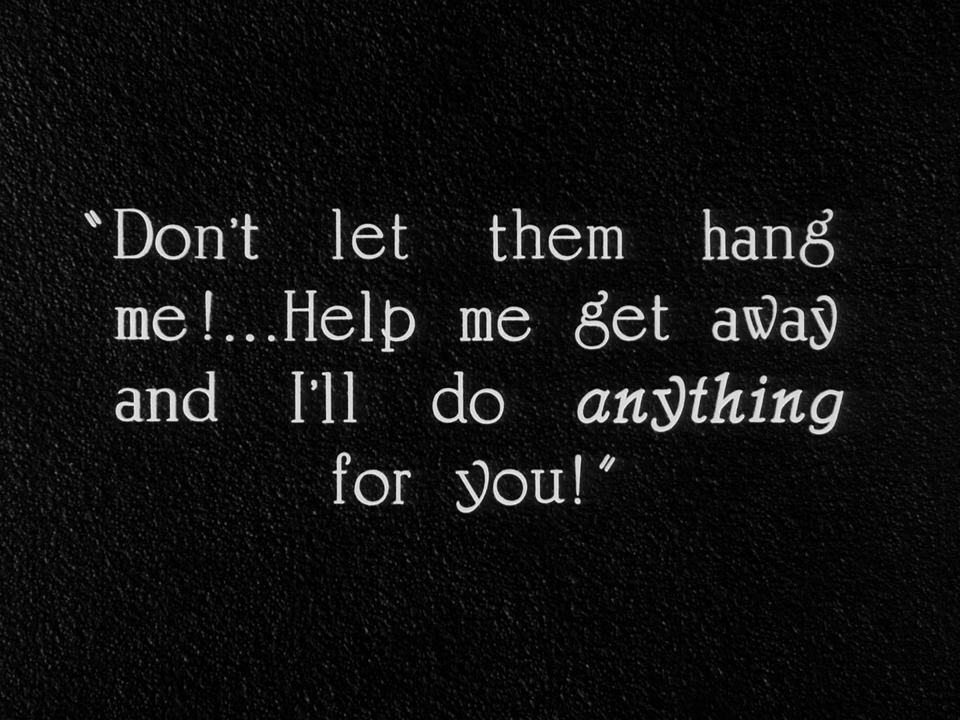 "Don't let them hang
me!...Help me get away
and I'll do anything
for you!"